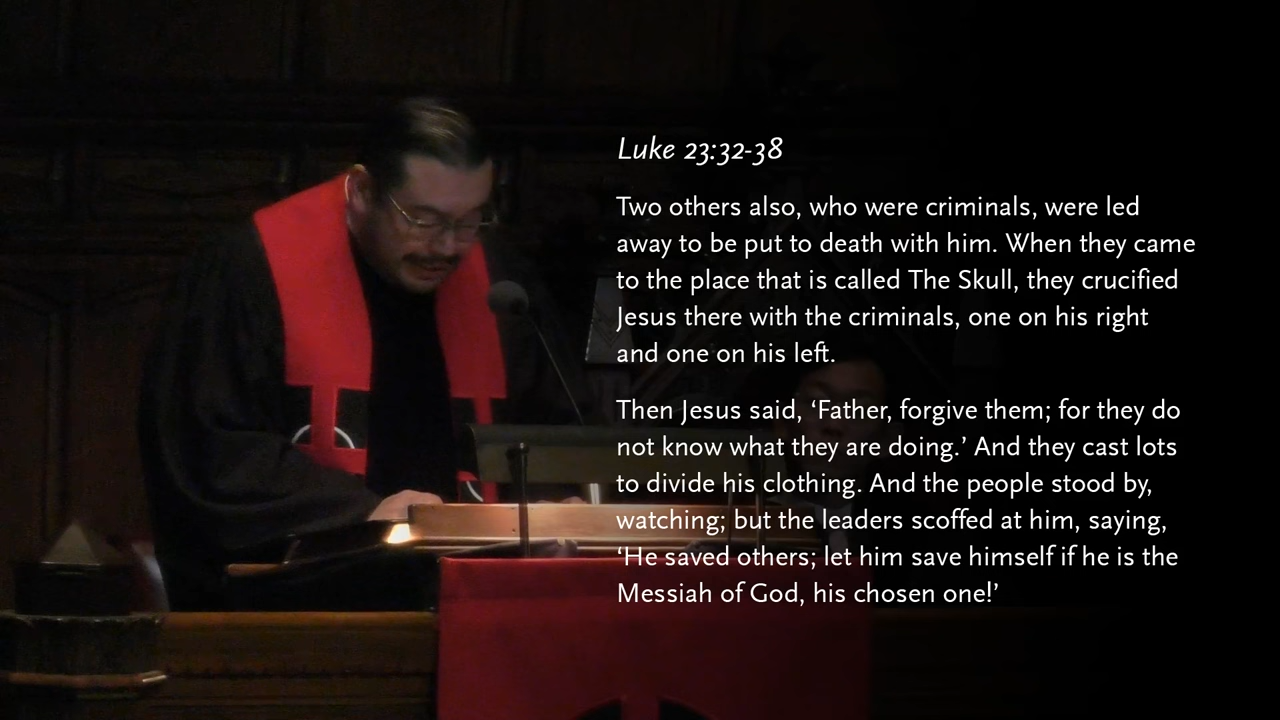 Luke 23:32-38
Two others also, who were criminals, were led
away to be put to death with him. When they came
to the place that is called The Skull, they crucified
Jesus there with the criminals, one on his right
and one on his left.
Then Jesus said, ‘Father, forgive them; for they do
not know what they are doing.’ And they cast lots
to divide his clothing. And the people stood by,
watching; but the leaders scoffed at him, saying,
‘He saved others; let him save himself if he is the
Messiah of God, his chosen one!’